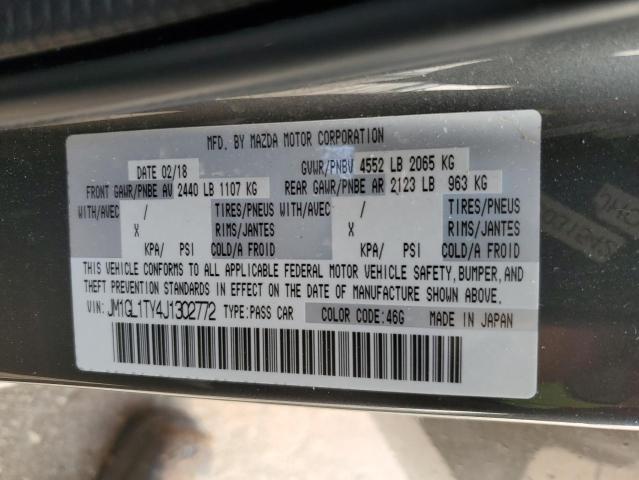 MFD. BY MAZDA MOTOR CORPORATION
DATE 02/18 GVWR/PNBV 4552 LB 2065 KG
FRONT GAWR/PNBE AV 2440 LB 1107 KG REAR GAWR/PNBE AR 2123 LB 963 KG
WITH/AVEC / TIRES/PNEUS WITH/AVEC / TIRES/PNEUS
X RIMS/JANTES X RIMS/JANTES
KPA/ PSI COLD/A FROID KPA/ PSI COLD/A FROID
THIS VEHICLE CONFORMS TO ALL APPLICABLE FEDERAL MOTOR VEHICLE SAFETY, BUMPER, AND
THEFT PREVENTION STANDARDS IN EFFECT ON THE DATE OF MANUFACTURE SHOWN ABOVE.
VIN: JM1GL1TY4J1302772 TYPE: PASS CAR COLOR CODE: 46G MADE IN JAPAN